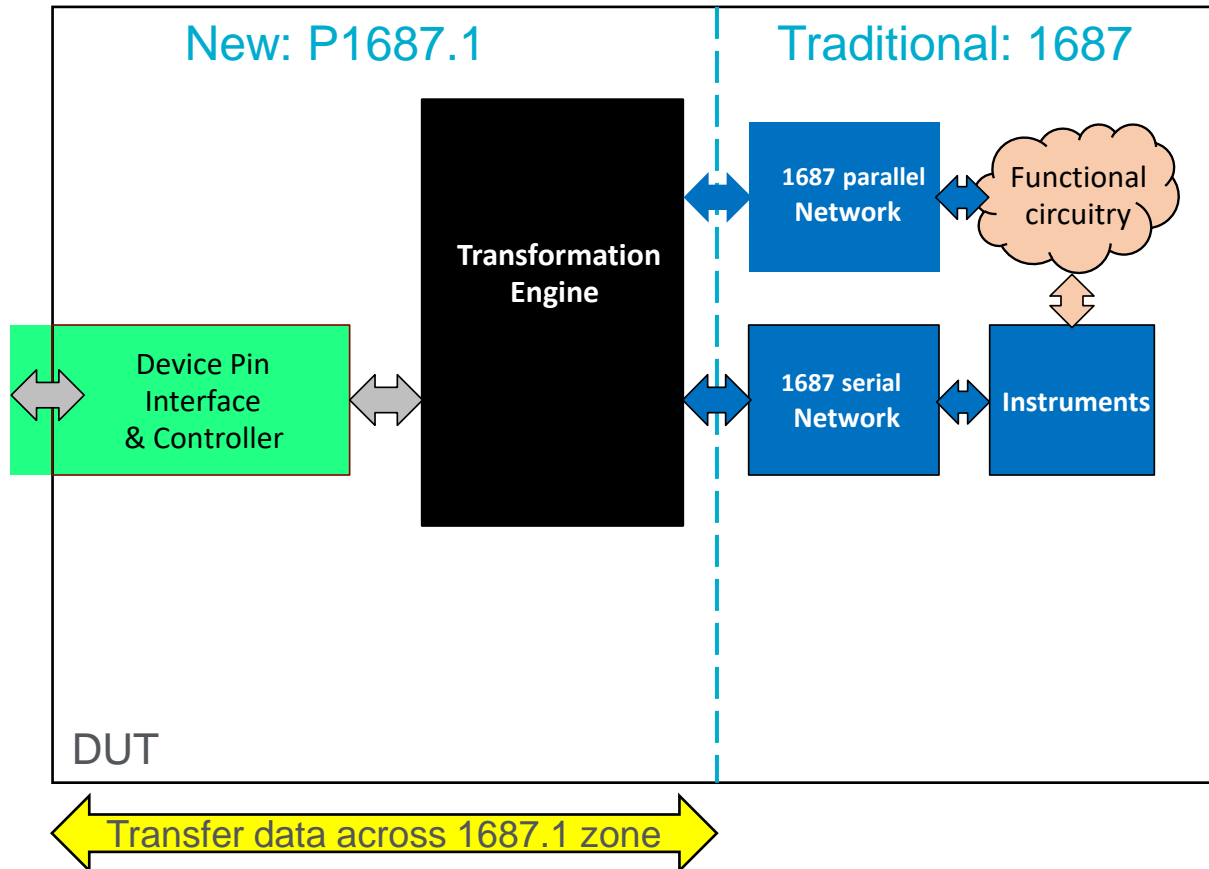 New: P1687.1
Traditional: 1687
1687 parallel
Network
Functional
circuitry
Transformation
Engine
Device Pin
Interface
& Controller
1687 serial
Network
Instruments
DUT
Transfer data across 1687.1 zone